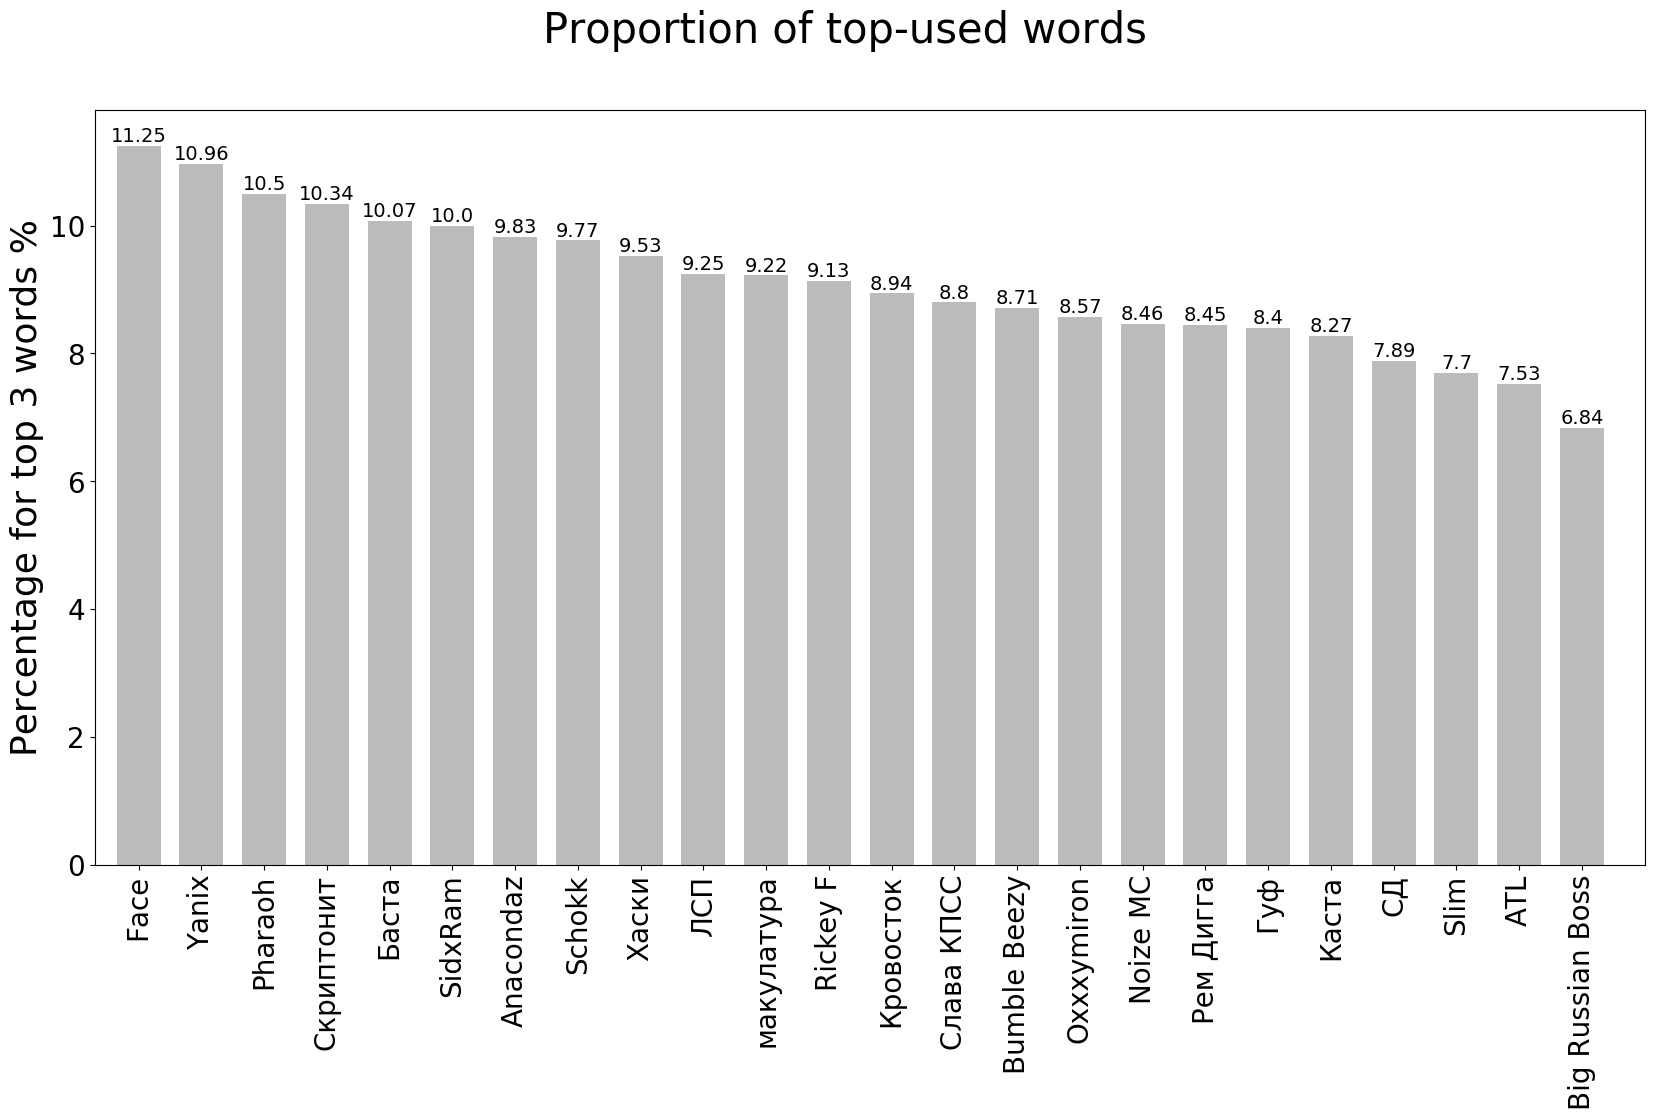 Proportion of top-used words
Percentage for top 3 words %
10
8
6
4
2
0
11.25
10.96
10.5
10.34
10.07
10.0
9.83
9.77
9.53
9.25
9.22
9.13
8.94
8.8
8.71
8.57
8.46
8.45
8.4
8.27
7.89
7.7
7.53
6.84
Face
Yanix
Pharaoh
Скриптонит
Баста
SidxRam
Anacondaz
Schokk
Хаски
ЛСП
макулатура
Rickey F
Кровосток
Слава КПСС
Bumble Beezy
Oxxxymiron
Noize MC
Рем Дигга
Гуф
Каста
СД
Slim
ATL
Big Russian Boss